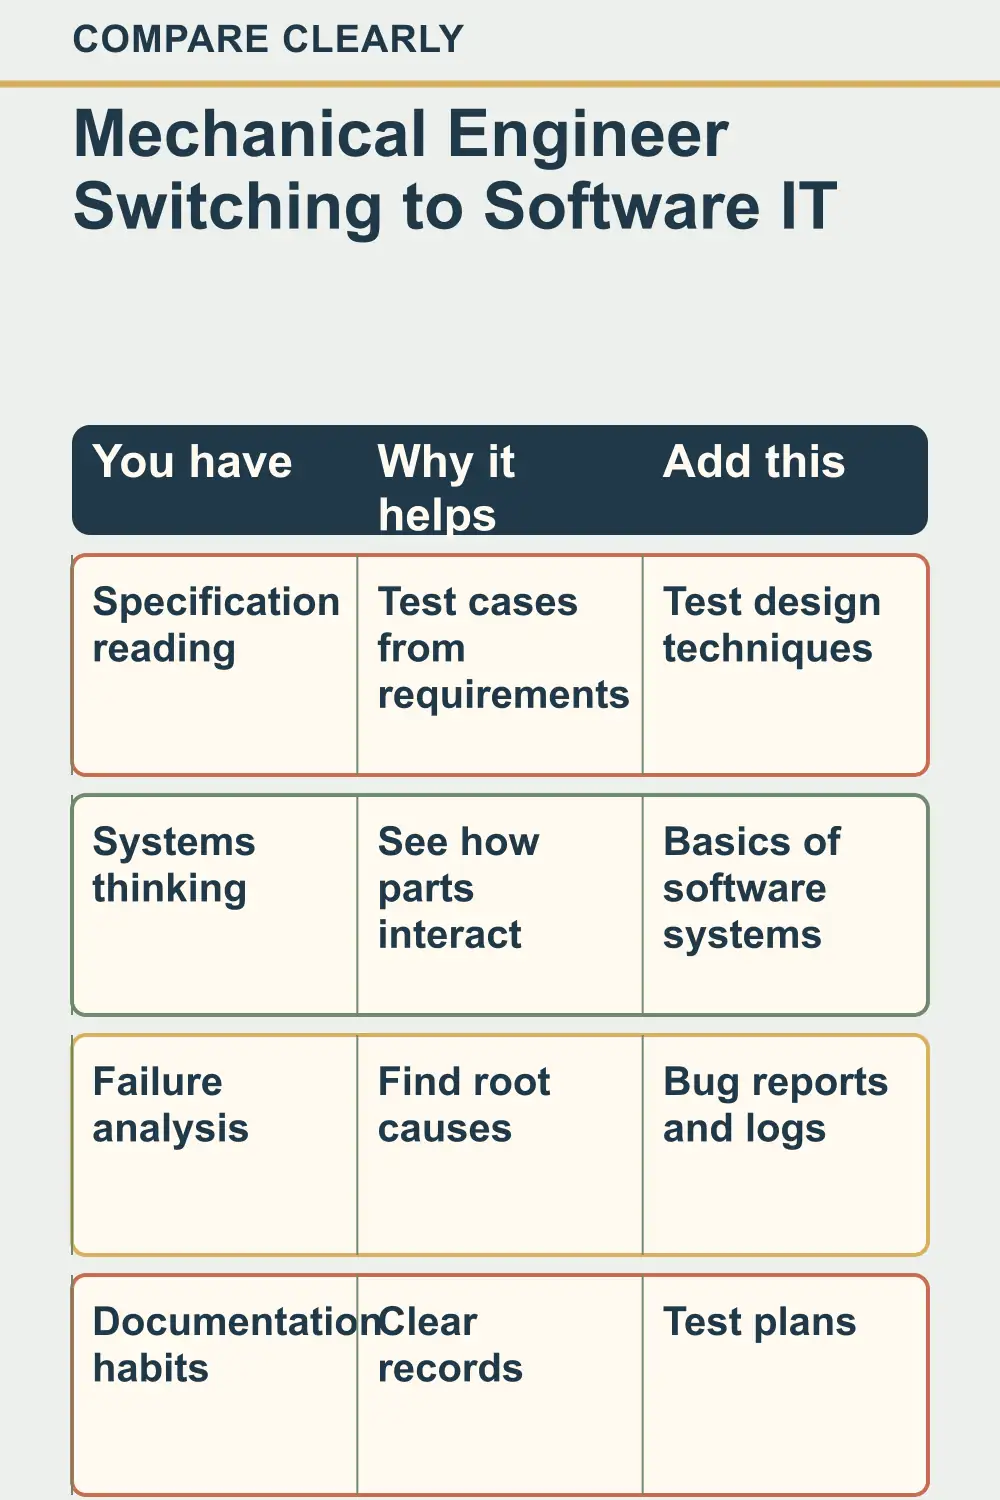 COMPARE CLEARLY
Mechanical Engineer
Switching to Software IT
You have
Why it
helps
Add this
Specification
reading
Test cases
from
requirements
Test design
techniques
Systems
thinking
See how
parts
interact
Basics of
software
systems
Failure
analysis
Find root
causes
Bug reports
and logs
Documentation
habits
Clear
records
Test plans